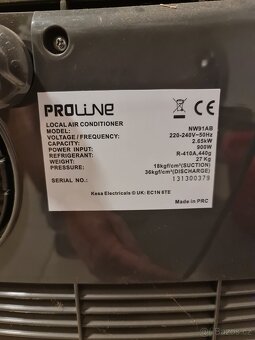 PROLINE
CE
LOCAL AIR CONDITIONER
MODEL: NW91AB
VOLTAGE / FREQUENCY: 220-240V~50Hz
CAPACITY: 2.65kW
POWER INPUT: 900W
REFRIGERANT: R-410A,440g
WEIGHT: 27 Kg
PRESSURE: 18kgf/cm²(SUCTION)
36kgf/cm²(DISCHARGE)
SERIAL NO.: 131300379
Kesa Electricals © UK: EC1N 6TE
Made in PRC